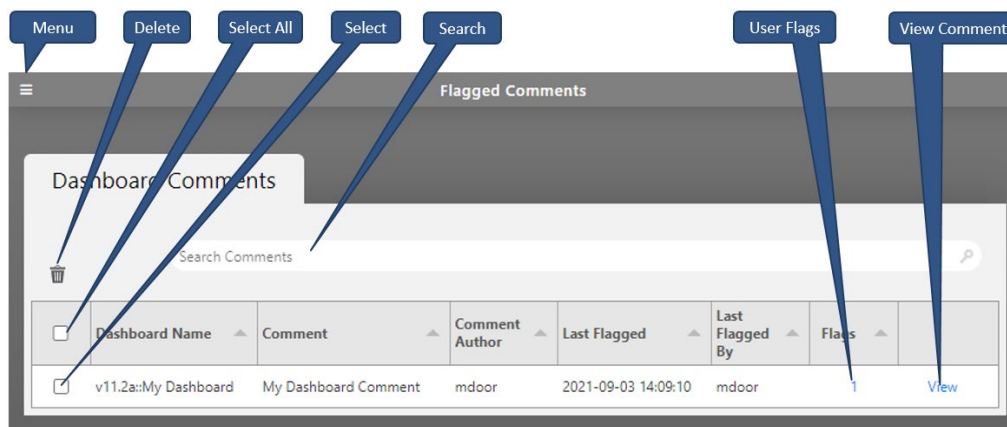 Menu Delete Select All Select Search User Flags View Comment
Flagged Comments
Dashboard Comments
Search Comments
Dashboard Name Comment Comment Author Last Flagged Last Flagged By Flags
v11.2a::My Dashboard My Dashboard Comment mdoor 2021-09-03 14:09:10 mdoor 1 View